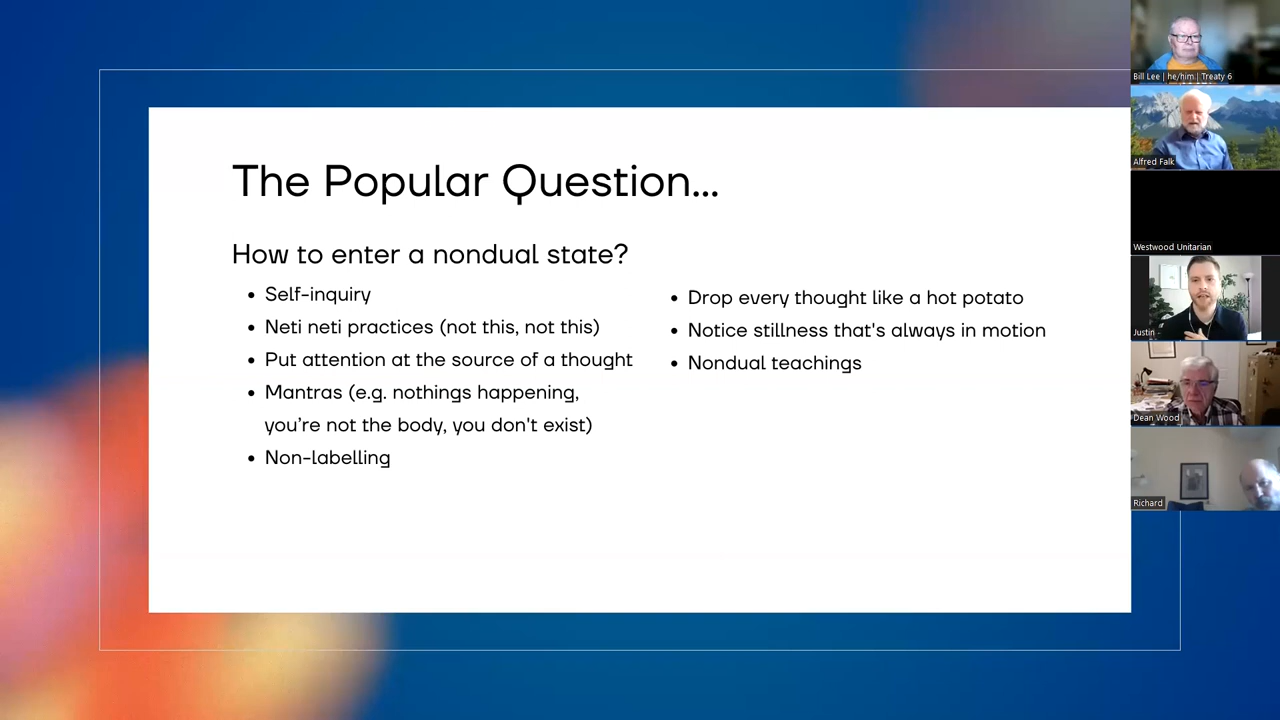 The Popular Question...
How to enter a nondual state?
Self-inquiry
Neti neti practices (not this, not this)
Put attention at the source of a thought
Mantras (e.g. nothings happening,
you're not the body, you don't exist)
Non-labelling
Drop every thought like a hot potato
Notice stillness that's always in motion
Nondual teachings
Bill Lee | he/him | Treaty 6
Alfred Falk
Westwood Unitarian
Justin -
Dean Wood
Richard